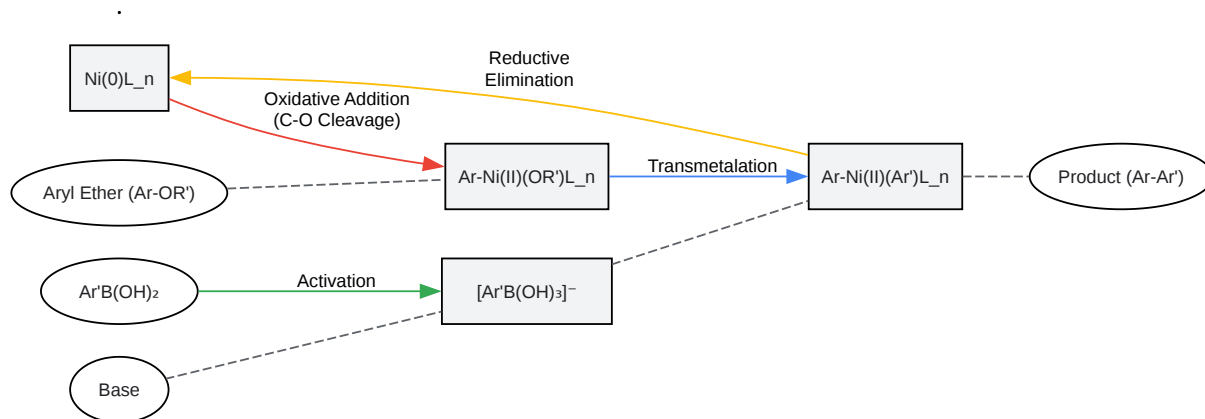 .
Ni(0)L_n
Reductive
Elimination
Oxidative Addition
(C-O Cleavage)
Aryl Ether (Ar-OR')
Ar-Ni(II)(OR')L_n
Transmetalation
Ar-Ni(II)(Ar')L_n
Product (Ar-Ar')
Ar'B(OH)₂
Activation
[Ar'B(OH)₃]⁻
Base